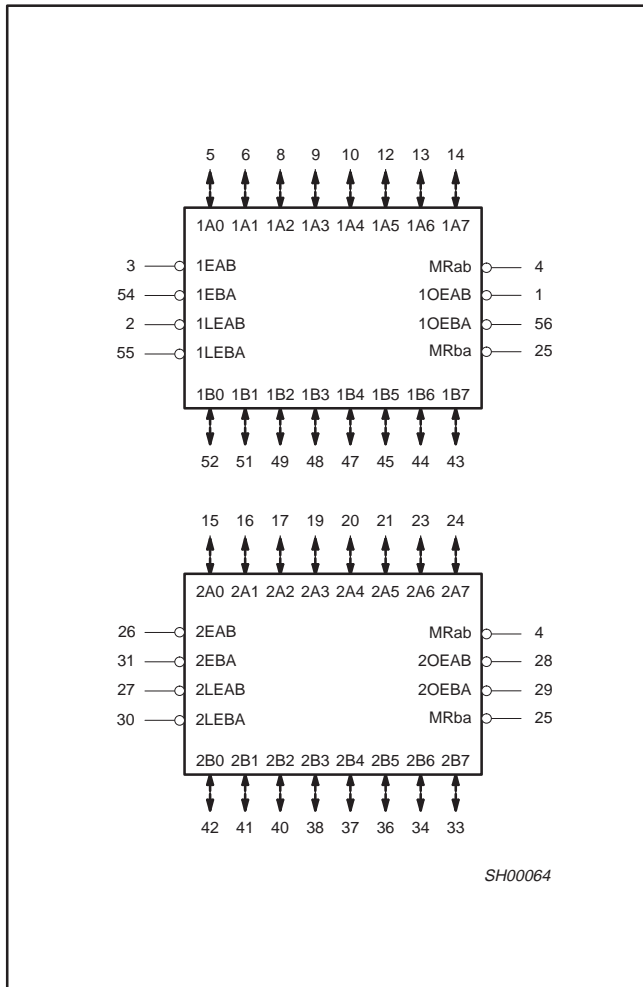 5 6 8 9 10 12 13 14
1A0 1A1 1A2 1A3 1A4 1A5 1A6 1A7
3 1EAB MRab 4
54 1EBA 1OEAB 1
2 1LEAB 1OEBA 56
55 1LEBA MRba 25
1B0 1B1 1B2 1B3 1B4 1B5 1B6 1B7
52 51 49 48 47 45 44 43
15 16 17 19 20 21 23 24
2A0 2A1 2A2 2A3 2A4 2A5 2A6 2A7
26 2EAB MRab 4
31 2EBA 2OEAB 28
27 2LEAB 2OEBA 29
30 2LEBA MRba 25
2B0 2B1 2B2 2B3 2B4 2B5 2B6 2B7
42 41 40 38 37 36 34 33
SH00064